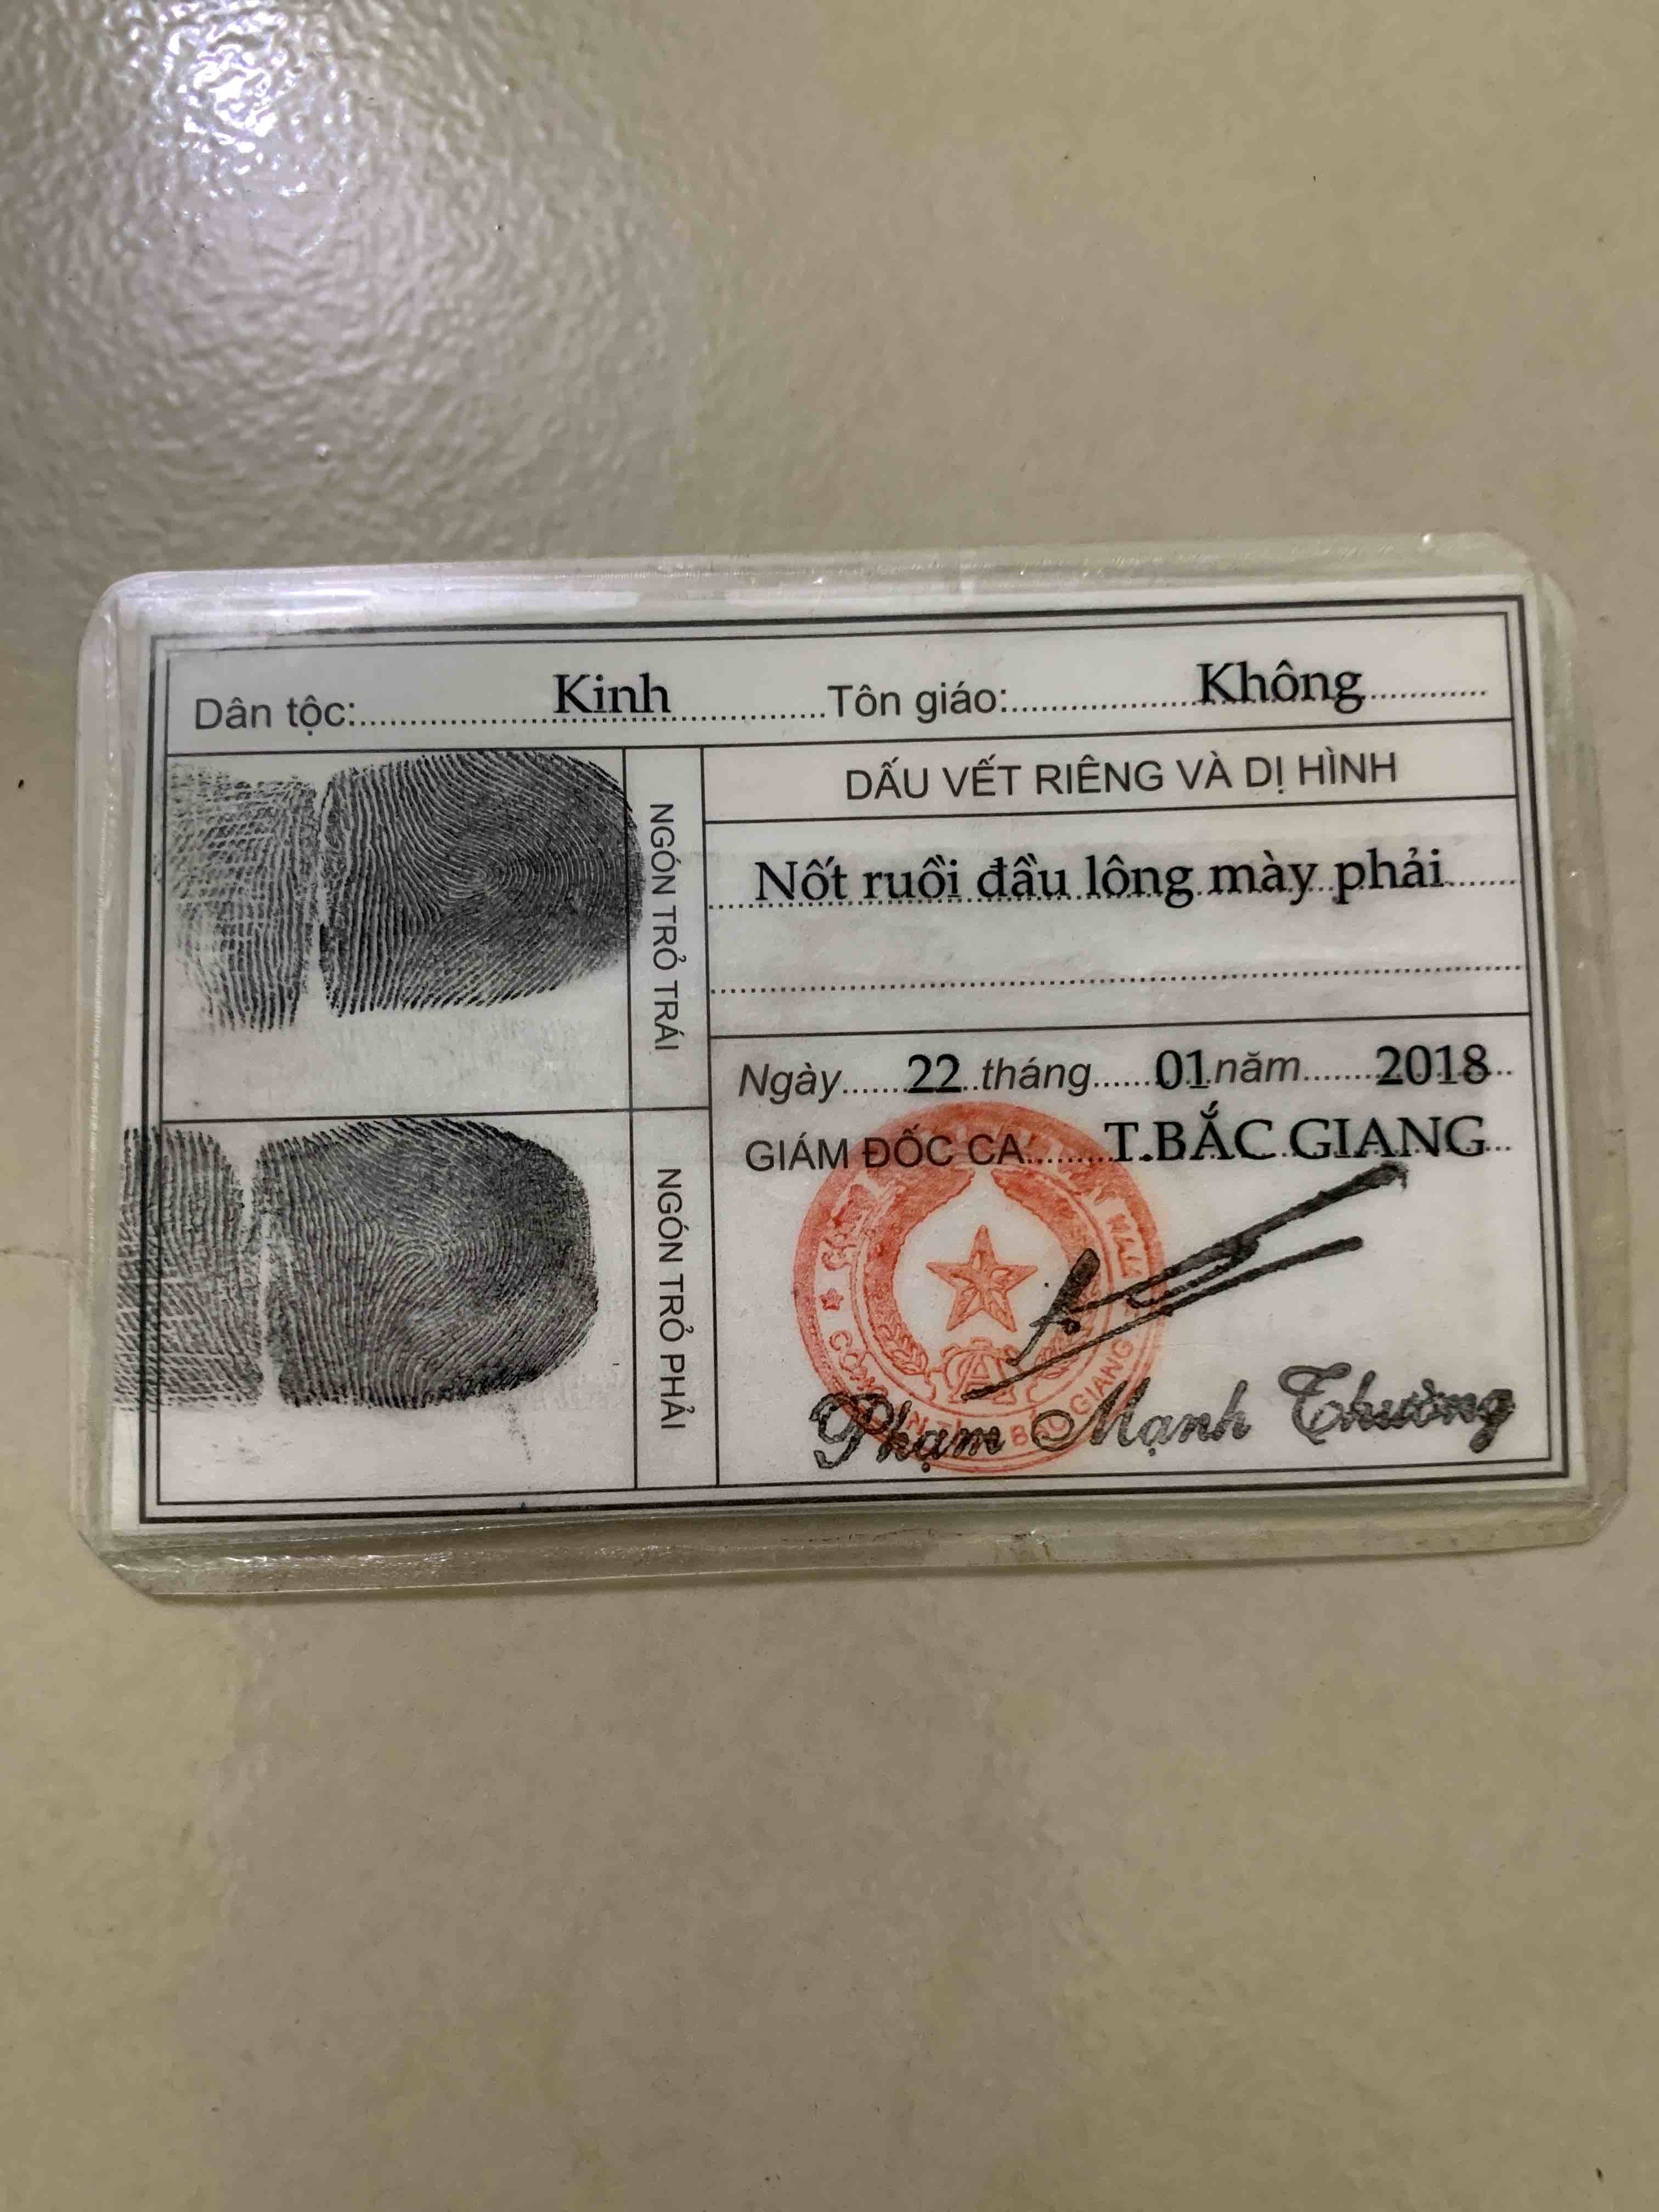 Dân tộc: Kinh Tôn giáo: Không
NGÓN TRỎ TRÁI
DẤU VẾT RIÊNG VÀ DỊ HÌNH
Nốt ruồi đầu lông mày phải
NGÓN TRỎ PHẢI
Ngày 22 tháng 01 năm 2018
GIÁM ĐỐC CA: T.BẮC GIANG
Phạm Mạnh Thường